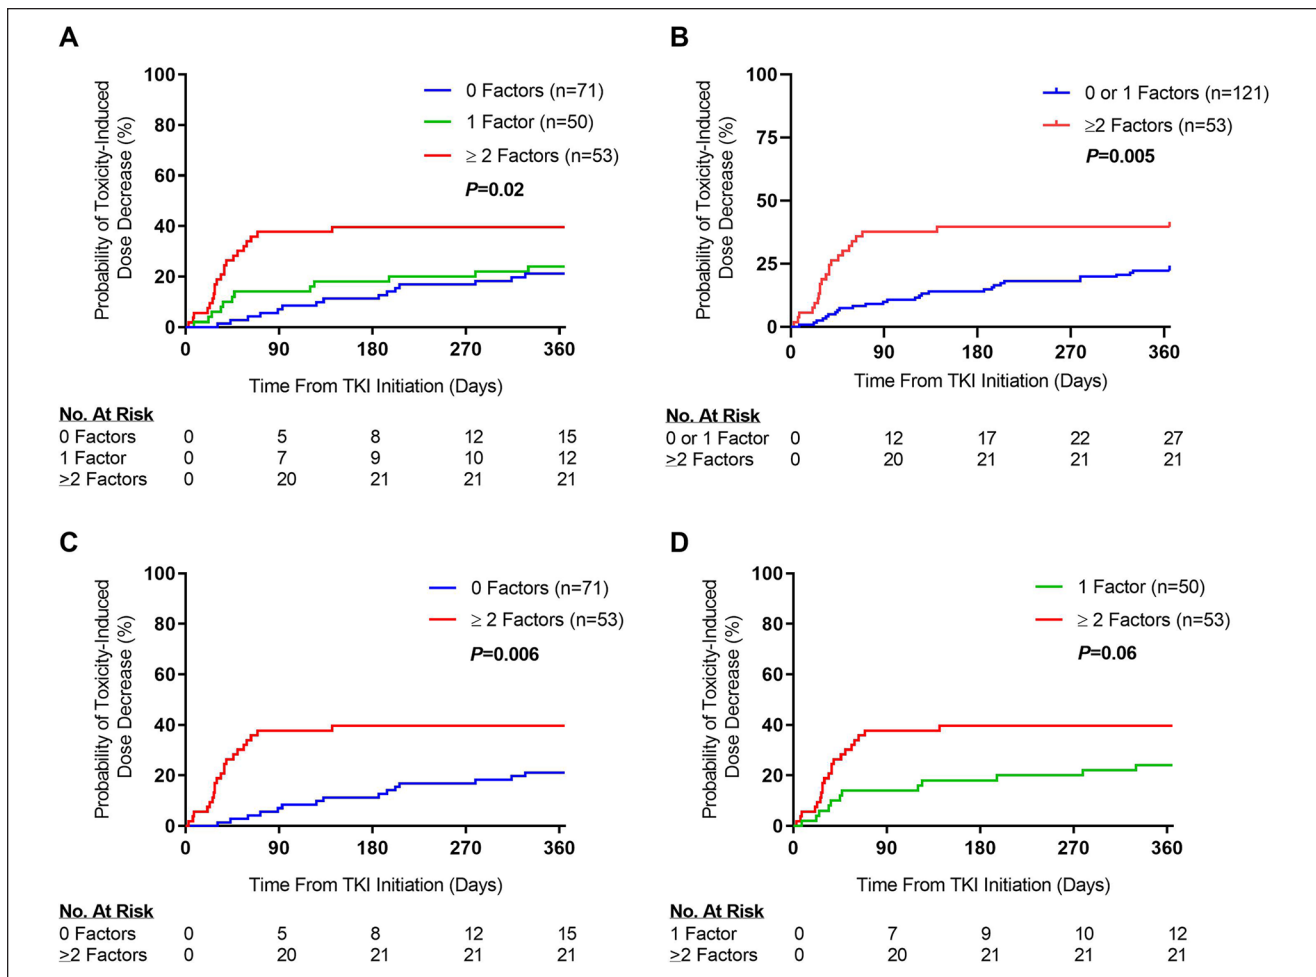 A
Probability of Toxicity-Induced
Dose Decrease (%)
100
80
60
40
20
0
0 90 180 270 360
0 Factors (n=71)
1 Factor (n=50)
≥ 2 Factors (n=53)
P=0.02
Time From TKI Initiation (Days)
No. At Risk
0 Factors 0 5 8 12 15
1 Factor 0 7 9 10 12
≥2 Factors 0 20 21 21 21
B
Probability of Toxicity-Induced
Dose Decrease (%)
100
75
50
25
0
0 90 180 270 360
0 or 1 Factors (n=121)
≥2 Factors (n=53)
P=0.005
Time From TKI Initiation (Days)
No. At Risk
0 or 1 Factor 0 12 17 22 27
≥2 Factors 0 20 21 21 21
C
Probability of Toxicity-Induced
Dose Decrease (%)
100
80
60
40
20
0
0 90 180 270 360
0 Factors (n=71)
≥ 2 Factors (n=53)
P=0.006
Time From TKI Initiation (Days)
No. At Risk
0 Factors 0 5 8 12 15
≥2 Factors 0 20 21 21 21
D
Probability of Toxicity-Induced
Dose Decrease (%)
100
80
60
40
20
0
0 90 180 270 360
1 Factor (n=50)
≥ 2 Factors (n=53)
P=0.06
Time From TKI Initiation (Days)
No. At Risk
1 Factor 0 7 9 10 12
≥2 Factors 0 20 21 21 21